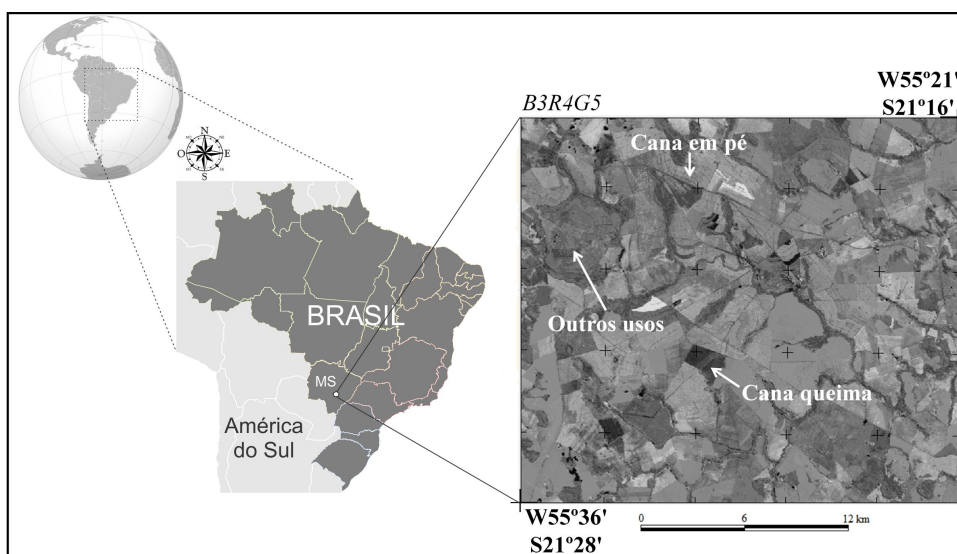 B3R4G5
W55º21'
S21º16'
N
O
E
S
Cana em pé
Outros usos
Cana queima
BRASIL
MS
América
do Sul
W55º36'
S21º28'
0 6 12 km